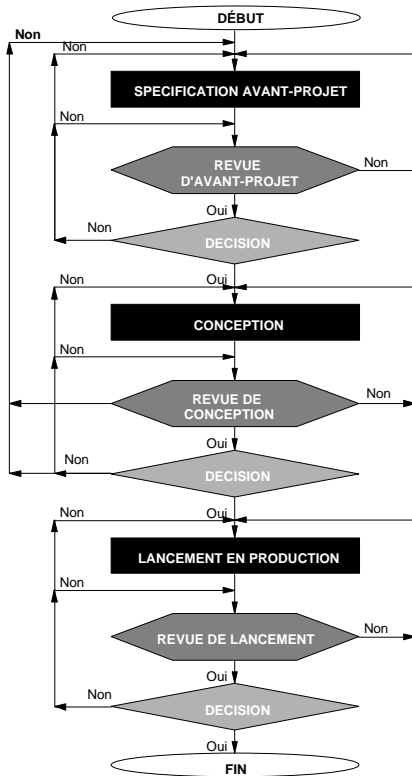 DÉBUT
Non
Non
SPECIFICATION AVANT-PROJET
Non
REVUE
D'AVANT-PROJET
Non
Oui
Non
DECISION
Non
Oui
CONCEPTION
Non
REVUE DE
CONCEPTION
Non
Oui
Non
DECISION
Non
Oui
LANCEMENT EN PRODUCTION
Non
REVUE DE LANCEMENT
Non
Oui
Non
DECISION
Oui
FIN